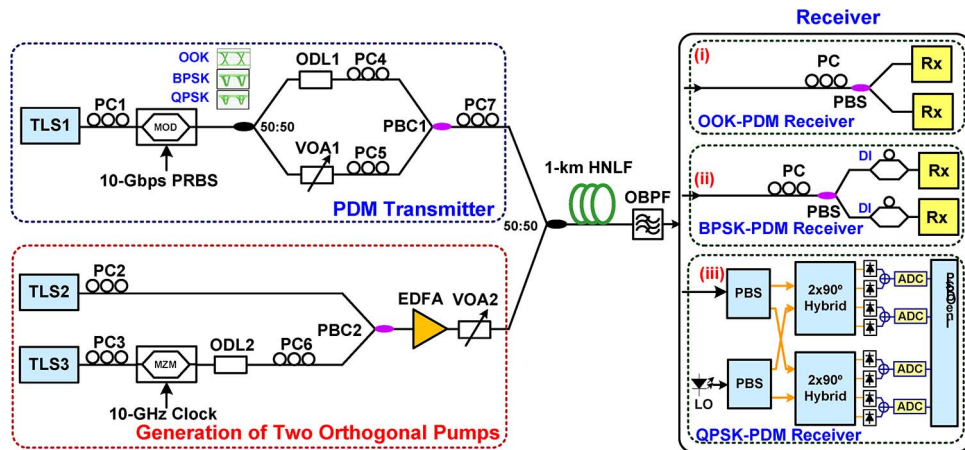 Receiver
OOK
BPSK
QPSK
ODL1
PC4
PC1
TLS1
MOD
50:50
PBC1
PC7
VOA1
PC5
10-Gbps PRBS
PDM Transmitter
1-km HNLF
OBPF
50:50
PC2
TLS2
EDFA
VOA2
PBC2
PC3
TLS3
MZM
ODL2
PC6
10-GHz Clock
Generation of Two Orthogonal Pumps
(i)
PC
PBS
Rx
Rx
OOK-PDM Receiver
(ii)
PC
PBS
DI
DI
Rx
Rx
BPSK-PDM Receiver
(iii)
PBS
2x90º
Hybrid
ADC
ADC
PBS
LO
2x90º
Hybrid
ADC
ADC
QPSK-PDM Receiver